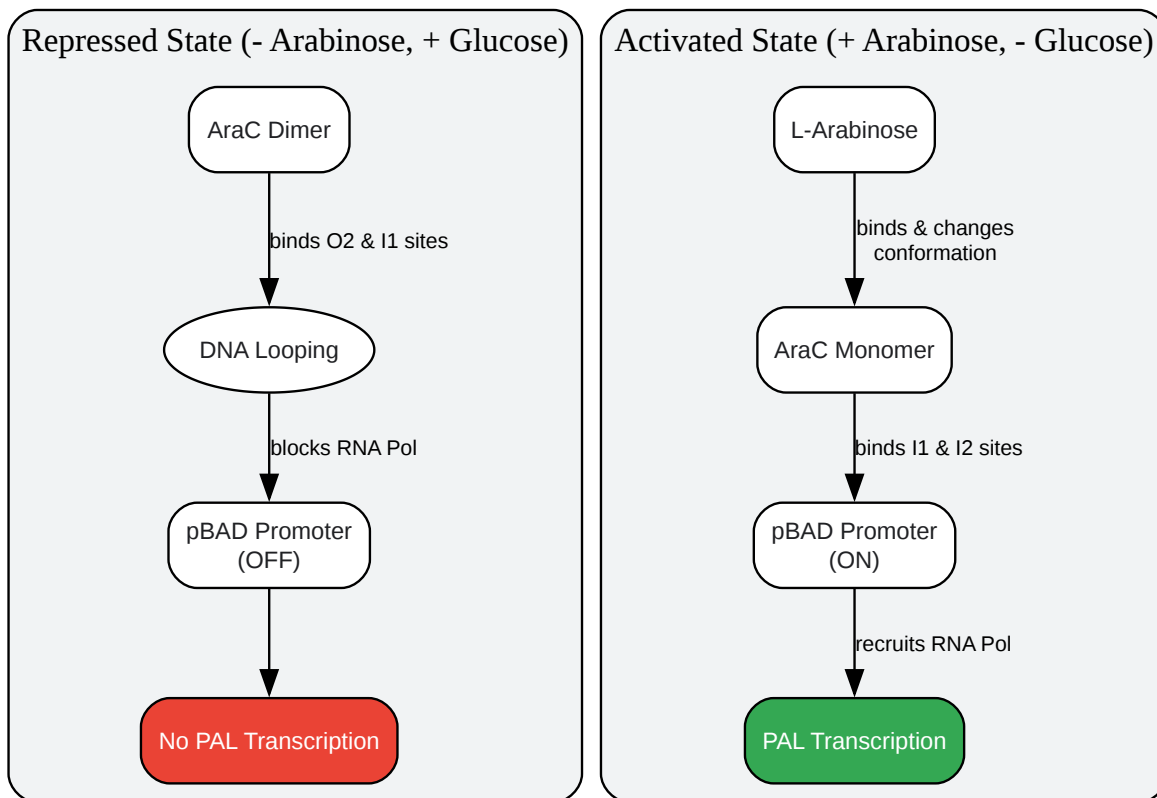 Repressed State (- Arabinose, + Glucose)
AraC Dimer
binds O2 & I1 sites
DNA Looping
blocks RNA Pol
pBAD Promoter
(OFF)
No PAL Transcription
Activated State (+ Arabinose, - Glucose)
L-Arabinose
binds & changes
conformation
AraC Monomer
binds I1 & I2 sites
pBAD Promoter
(ON)
recruits RNA Pol
PAL Transcription